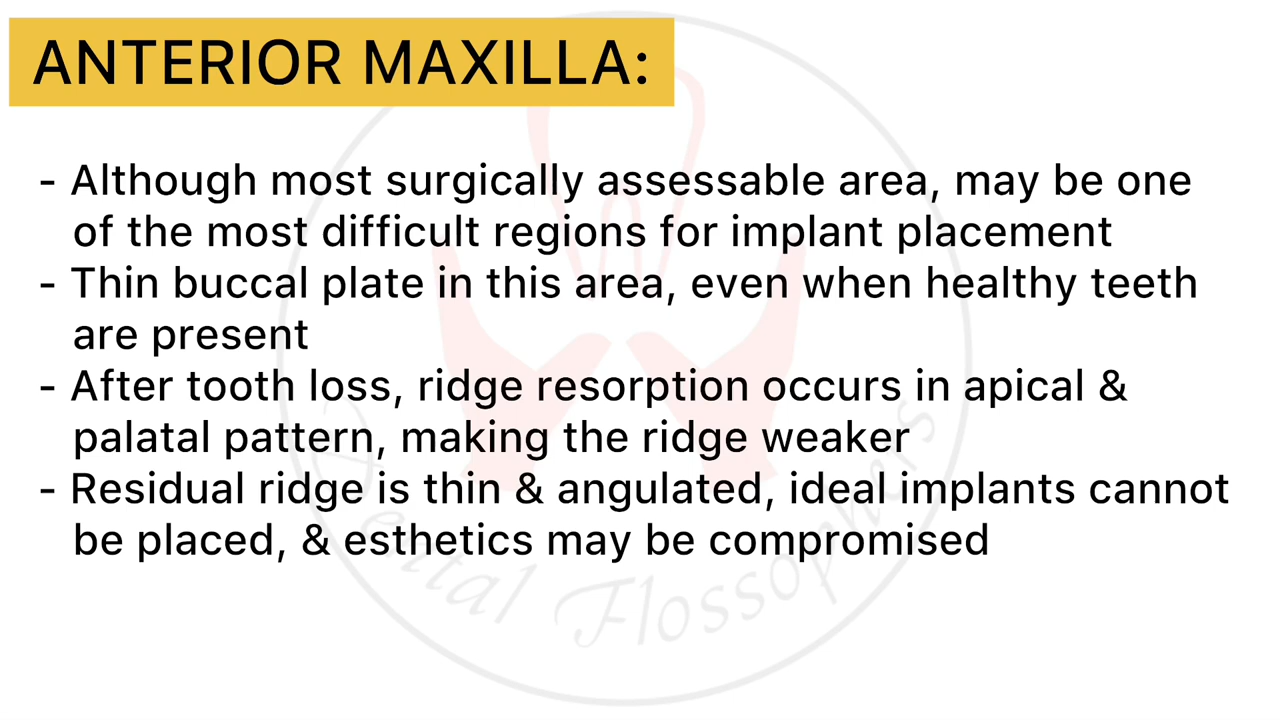 ANTERIOR MAXILLA:
- Although most surgically assessable area, may be one
of the most difficult regions for implant placement
- Thin buccal plate in this area, even when healthy teeth
are present
- After tooth loss, ridge resorption occurs in apical &
palatal pattern, making the ridge weaker
- Residual ridge is thin & angulated, ideal implants cannot
be placed, & esthetics may be compromised
Dental Flossophers